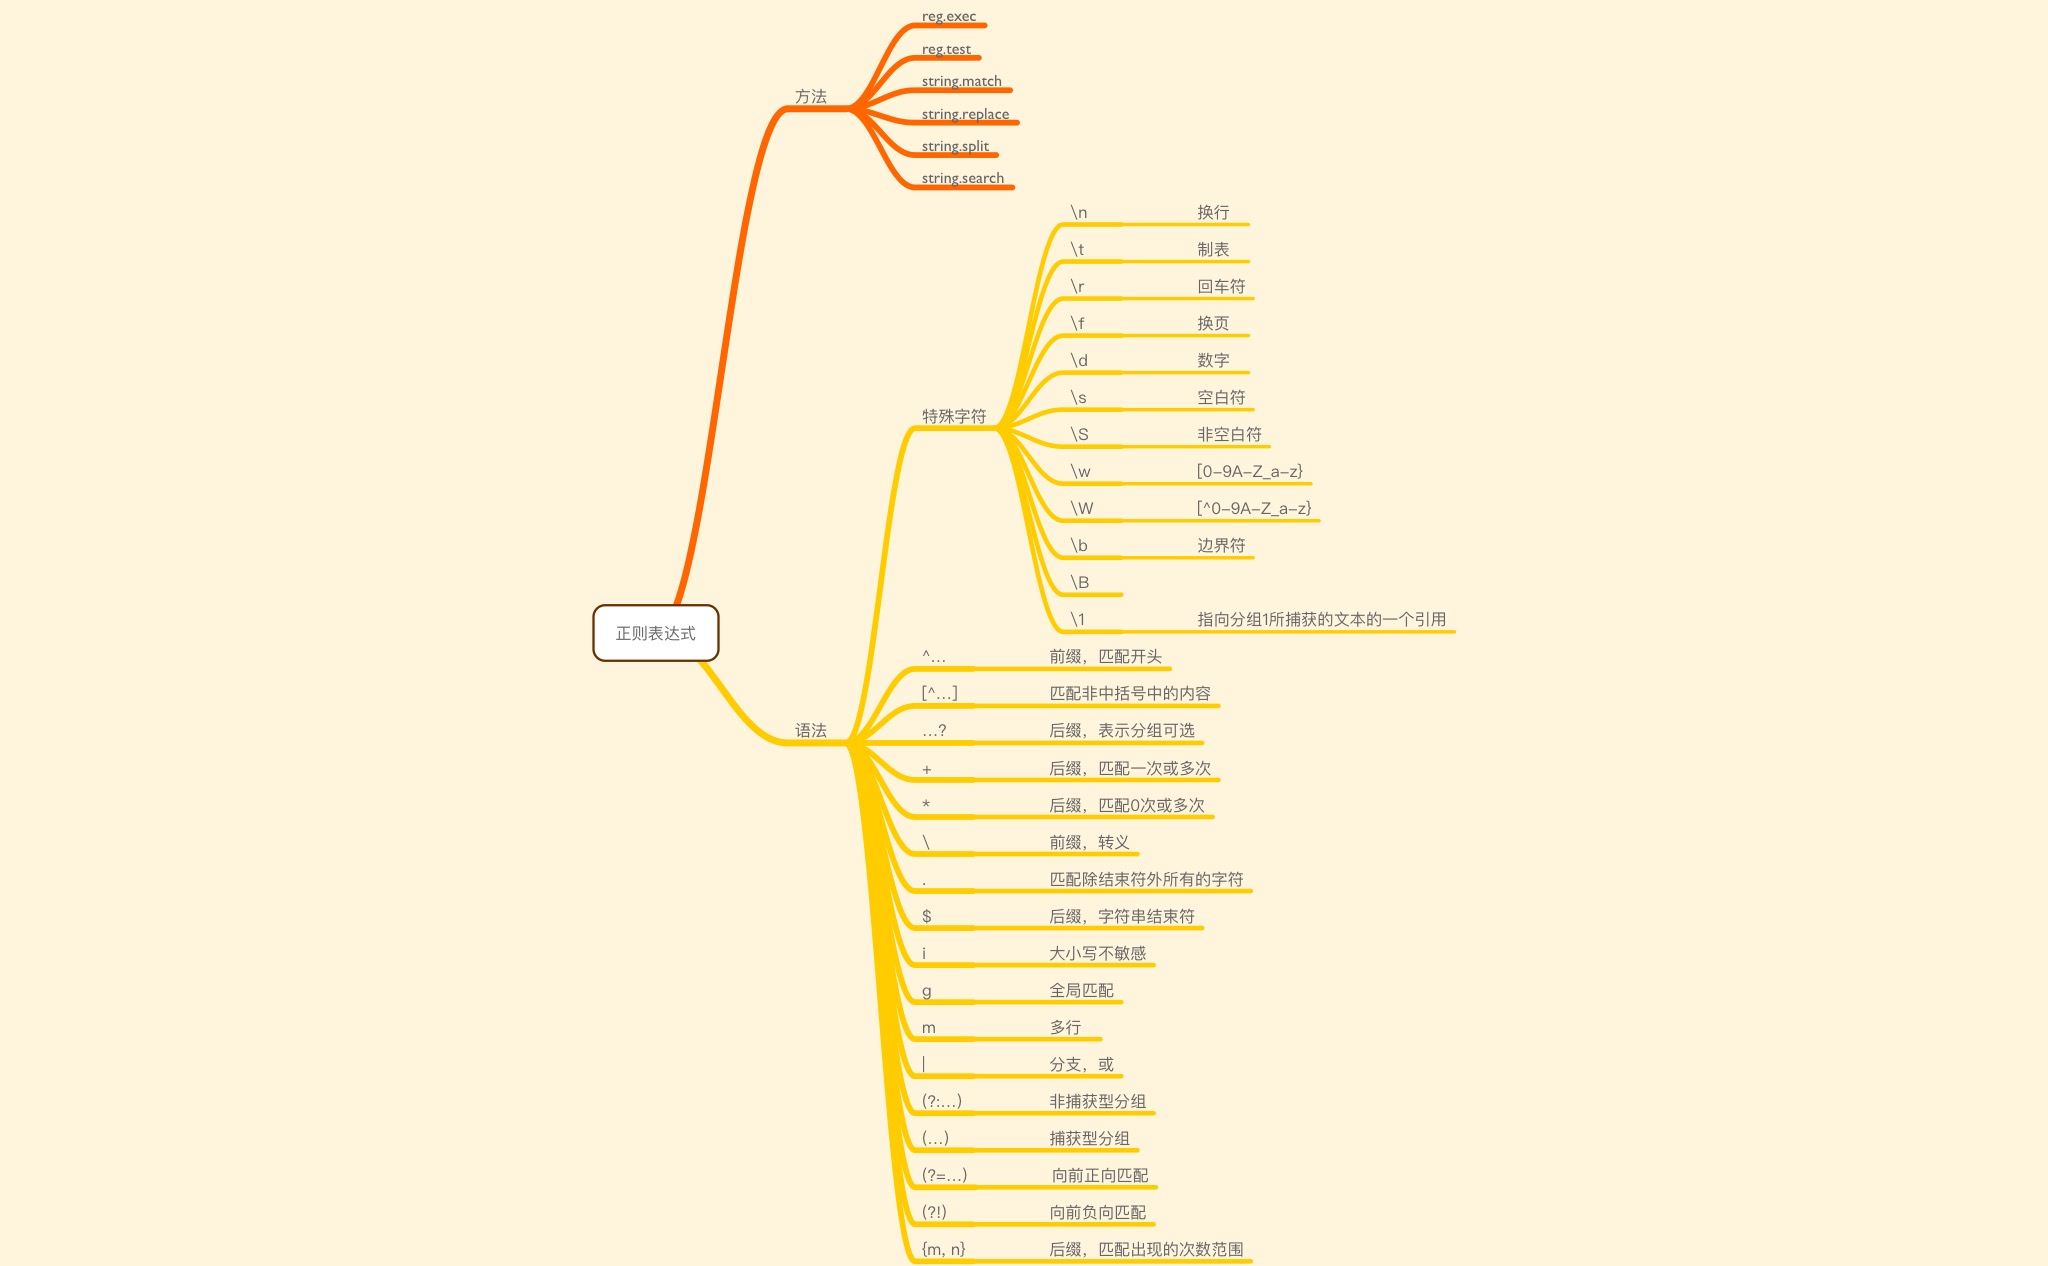 reg.exec
reg.test
string.match
方法
string.replace
string.split
string.search
\n 换行
\t 制表
\r 回车符
\f 换页
\d 数字
\s 空白符
特殊字符
\S 非空白符
\w [0-9A-Z_a-z}
\W [^0-9A-Z_a-z}
\b 边界符
\B
\1 指向分组1所捕获的文本的一个引用
正则表达式
^... 前缀，匹配开头
[^...] 匹配非中括号中的内容
语法
...? 后缀，表示分组可选
+ 后缀，匹配一次或多次
* 后缀，匹配0次或多次
\ 前缀，转义
. 匹配除结束符外所有的字符
$ 后缀，字符串结束符
i 大小写不敏感
g 全局匹配
m 多行
| 分支，或
(?:...) 非捕获型分组
(...) 捕获型分组
(?=...) 向前正向匹配
(?!) 向前负向匹配
{m, n} 后缀，匹配出现的次数范围